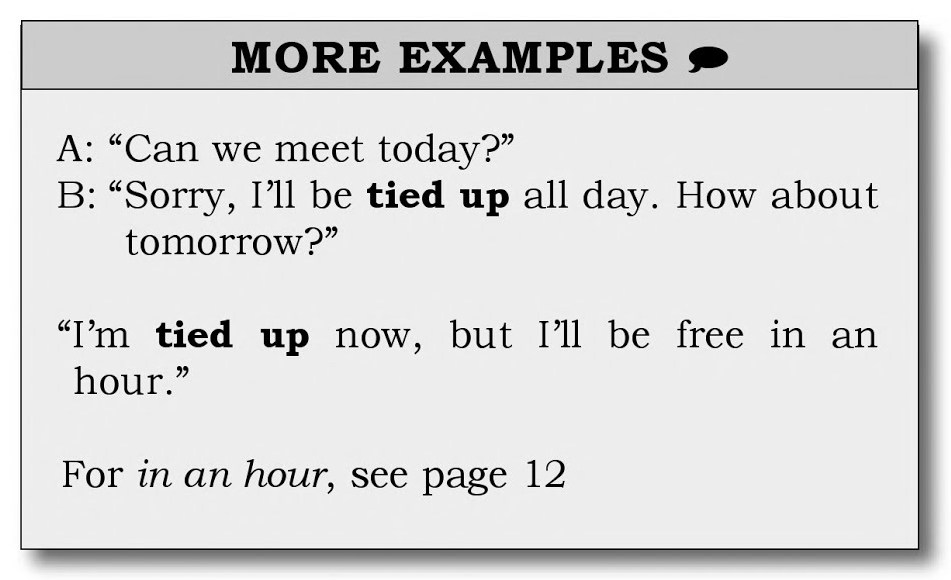 MORE EXAMPLES
A: “Can we meet today?”
B: “Sorry, I’ll be tied up all day. How about
tomorrow?”
“I’m tied up now, but I’ll be free in an
hour.”
For in an hour, see page 12